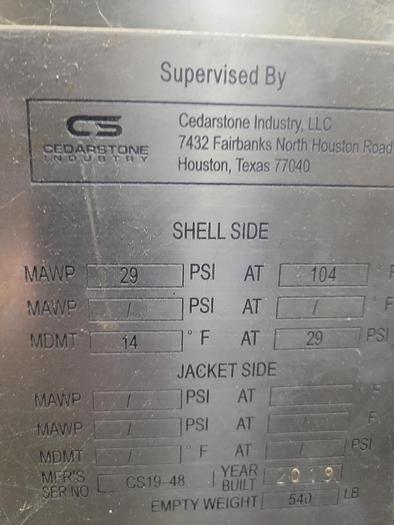 Supervised By
CS
CEDARSTONE
INDUSTRY
Cedarstone Industry, LLC
7432 Fairbanks North Houston Road
Houston, Texas 77040
SHELL SIDE
MAWP 29 PSI AT 104 °F
MAWP / PSI AT / °F
MDMT 14 °F AT 29 PSI
JACKET SIDE
MAWP / PSI AT °F
MAWP / PSI AT / F
MDMT / °F AT / PSI
MFR'S SER NO CS19-48 YEAR BUILT 2019
EMPTY WEIGHT 540 LB